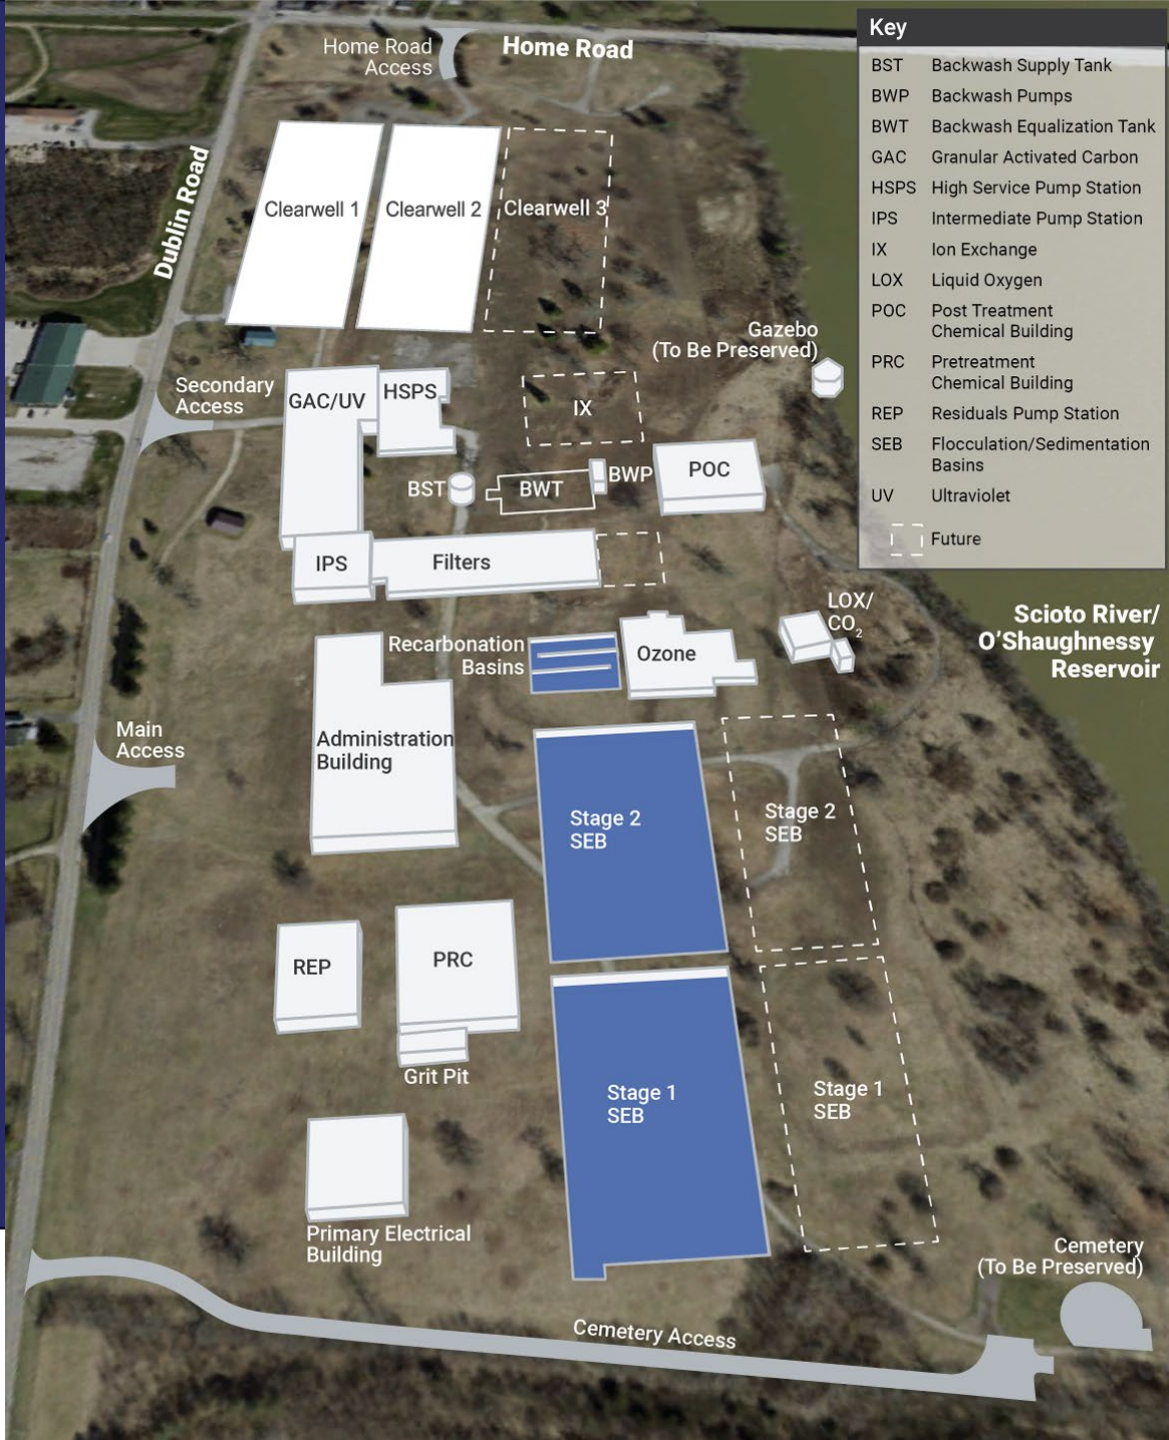 Home Road
Access
Home Road
Dublin Road
Clearwell 1
Clearwell 2
Clearwell 3
Gazebo
(To Be Preserved)
Secondary
Access
GAC/UV
HSPS
IX
BST
BWT
BWP
POC
IPS
Filters
LOX/
CO2
Recarbonation
Basins
Ozone
Scioto River/
O'Shaughnessy
Reservoir
Main
Access
Administration
Building
Stage 2
SEB
Stage 2
SEB
REP
PRC
Grit Pit
Stage 1
SEB
Stage 1
SEB
Primary Electrical
Building
Cemetery
(To Be Preserved)
Cemetery Access
Key
BST Backwash Supply Tank
BWP Backwash Pumps
BWT Backwash Equalization Tank
GAC Granular Activated Carbon
HSPS High Service Pump Station
IPS Intermediate Pump Station
IX Ion Exchange
LOX Liquid Oxygen
POC Post Treatment
Chemical Building
PRC Pretreatment
Chemical Building
REP Residuals Pump Station
SEB Flocculation/Sedimentation
Basins
UV Ultraviolet
Future